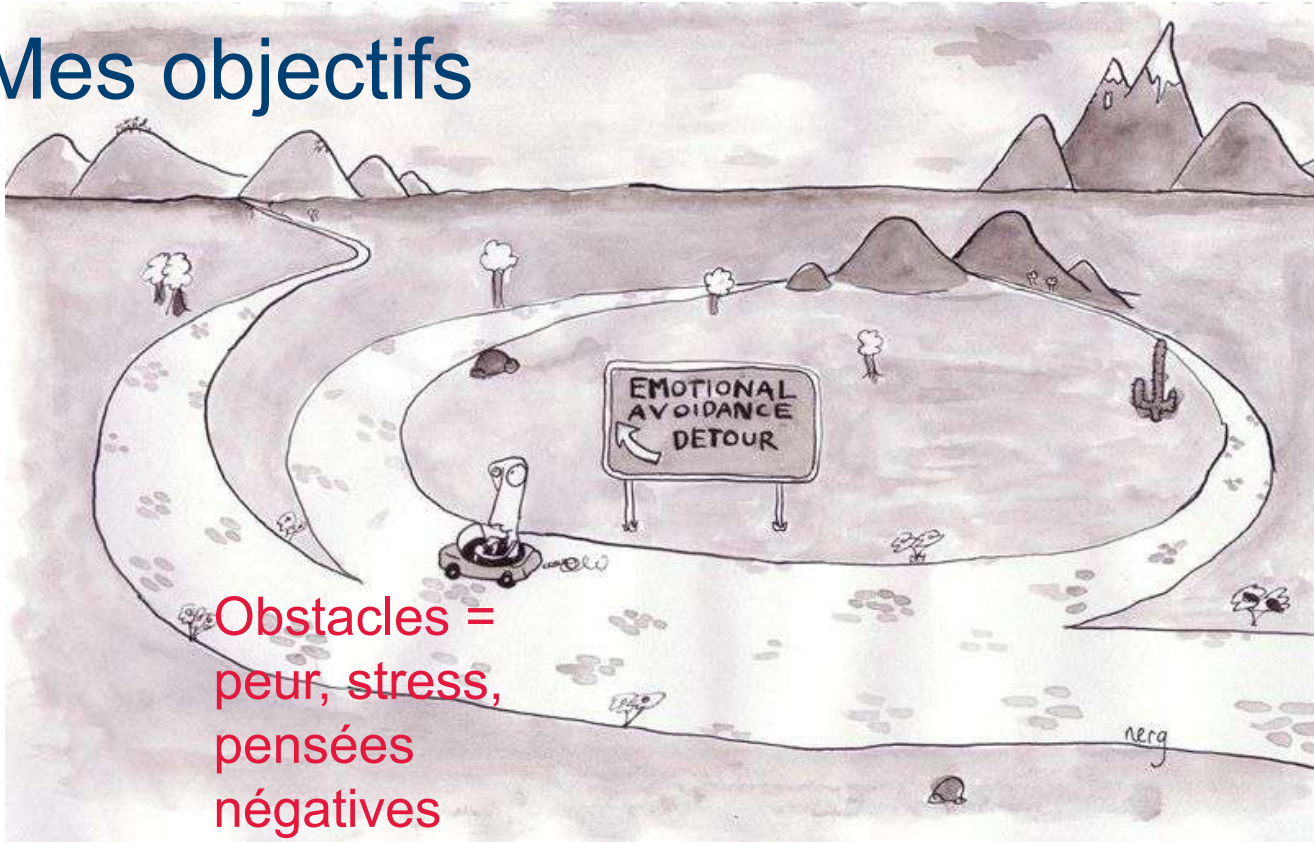 Mes objectifs
EMOTIONAL
AVOIDANCE
DETOUR
Obstacles =
peur, stress,
pensées
négatives
nerg